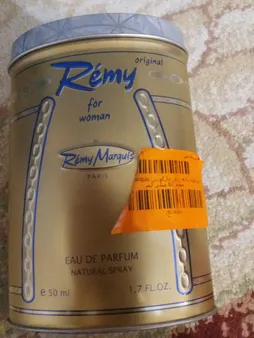 original
Rémy
for
woman
Rémy Marquis
PARIS
EAU DE PARFUM
NATURAL SPRAY
e 50 ml 1,7 FL.OZ.